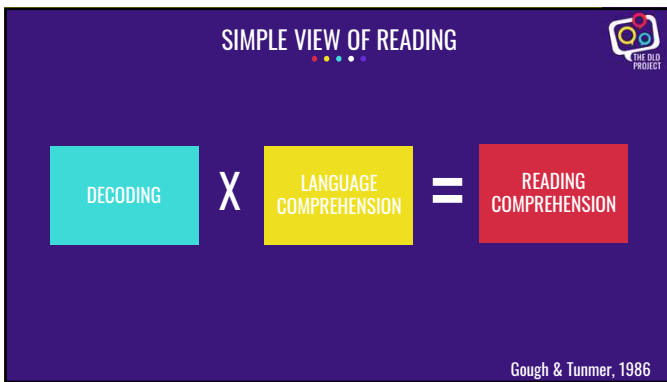 SIMPLE VIEW OF READING
THE DLD
PROJECT
DECODING
X
LANGUAGE
COMPREHENSION
=
READING
COMPREHENSION
Gough & Tunmer, 1986